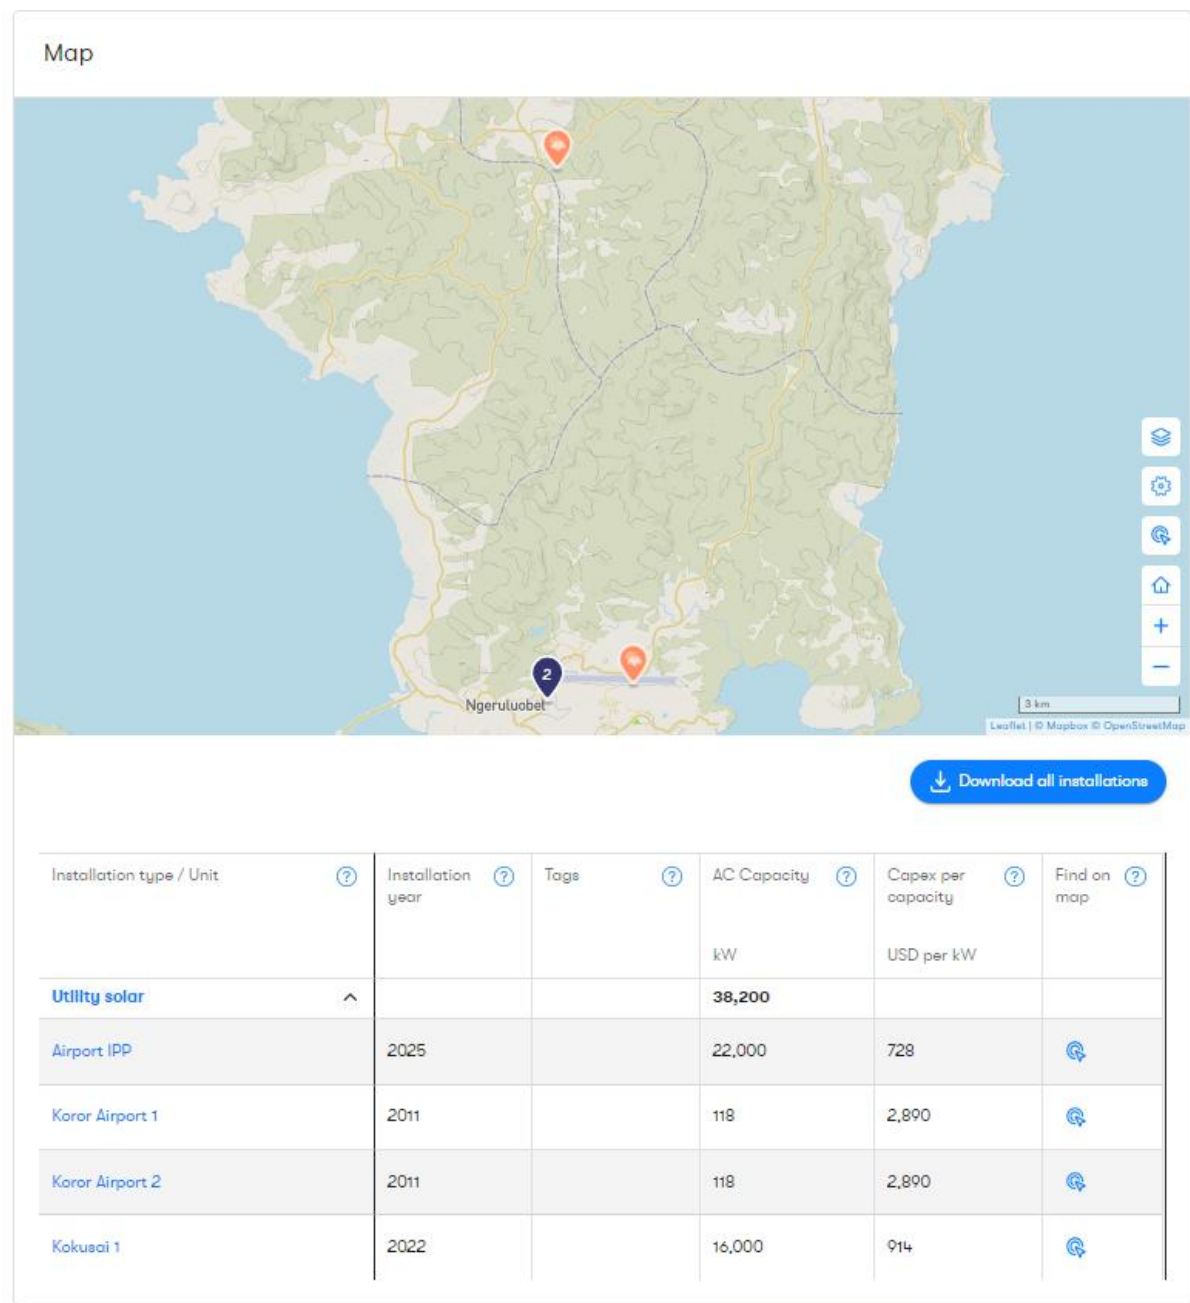 Map
2
Ngeruluobel
3 km
Leaflet | © Mapbox © OpenStreetMap
Download all installations
Installation type / Unit ? Installation year ? Tags ? AC Capacity ? Capex per capacity ? Find on map ?
kW USD per kW
Utility solar 38,200
Airport IPP 2025 22,000 728
Koror Airport 1 2011 118 2,890
Koror Airport 2 2011 118 2,890
Kokusai 1 2022 16,000 914